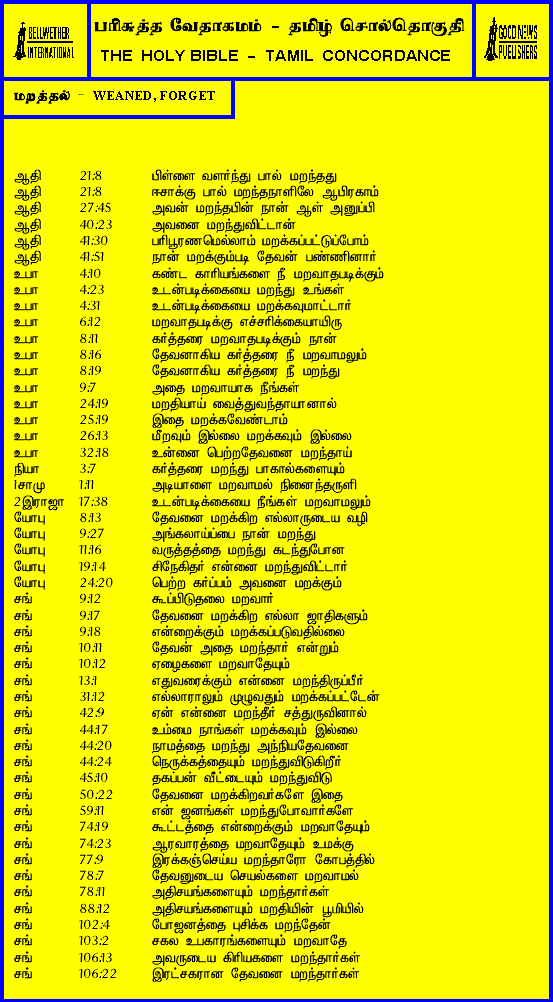 BELLWETHER
INTERNATIONAL
பரிசுத்த வேதாகமம் - தமிழ் சொல்தொகுதி
THE HOLY BIBLE - TAMIL CONCORDANCE
GOOD NEWS
PUBLISHERS
மறத்தல் - WEANED, FORGET
ஆதி 21:8 பிள்ளை வளர்ந்து பால் மறந்தது
ஆதி 21:8 ஈசாக்கு பால் மறந்தநாளிலே ஆபிரகாம்
ஆதி 27:45 அவன் மறந்தபின் நான் ஆள் அனுப்பி
ஆதி 40:23 அவனை மறந்துவிட்டான்
ஆதி 41:30 பரிபூரணமெல்லாம் மறக்கப்பட்டுப்போம்
ஆதி 41:51 நான் மறக்கும்படி தேவன் பண்ணினார்
உபா 4:10 கண்ட காரியங்களை நீ மறவாதபடிக்கும்
உபா 4:23 உடன்படிக்கையை மறந்து உங்கள்
உபா 4:31 உடன்படிக்கையை மறக்கவுமாட்டார்
உபா 6:12 மறவாதபடிக்கு எச்சரிக்கையாயிரு
உபா 8:11 கர்த்தரை மறவாதபடிக்கும் நான்
உபா 8:16 தேவனாகிய கர்த்தரை நீ மறவாமலும்
உபா 8:19 தேவனாகிய கர்த்தரை நீ மறந்து
உபா 9:7 அதை மறவாயாக நீங்கள்
உபா 24:19 மறதியாய் வைத்துவந்தாயானால்
உபா 25:19 இதை மறக்கவேண்டாம்
உபா 26:13 மீறவும் இல்லை மறக்கவும் இல்லை
உபா 32:18 உன்னை பெற்றதேவனை மறந்தாய்
நியா 3:7 கர்த்தரை மறந்து பாகால்களையும்
1சாமு 1:11 அடியாளை மறவாமல் நினைந்தருளி
2இராஜா 17:38 உடன்படிக்கையை நீங்கள் மறவாமலும்
யோபு 8:13 தேவனை மறக்கிற எல்லாருடைய வழி
யோபு 9:27 அங்கலாய்ப்பை நான் மறந்து
யோபு 11:16 வருத்தத்தை மறந்து கடந்துபோன
யோபு 19:14 சிநேகிதர் என்னை மறந்துவிட்டார்
யோபு 24:20 பெற்ற கர்ப்பம் அவனை மறக்கும்
சங் 9:12 கூப்பிடுதலை மறவார்
சங் 9:17 தேவனை மறக்கிற எல்லா ஜாதிகளும்
சங் 9:18 என்றைக்கும் மறக்கப்படுவதில்லை
சங் 10:11 தேவன் அதை மறந்தார் என்றும்
சங் 10:12 ஏழைகளை மறவாதேயும்
சங் 13:1 எதுவரைக்கும் என்னை மறந்திருப்பீர்
சங் 31:12 எல்லாராலும் முழுவதும் மறக்கப்பட்டேன்
சங் 42:9 ஏன் என்னை மறந்தீர் சத்துருவினால்
சங் 44:17 உம்மை நாங்கள் மறக்கவும் இல்லை
சங் 44:20 நாமத்தை மறந்து அந்நியதேவனை
சங் 44:24 நெருக்கத்தையும் மறந்துவிடுகிறீர்
சங் 45:10 தகப்பன் வீட்டையும் மறந்துவிடு
சங் 50:22 தேவனை மறக்கிறவர்களே இதை
சங் 59:11 என் ஜனங்கள் மறந்துபோவார்களே
சங் 74:19 கூட்டத்தை என்றைக்கும் மறவாதேயும்
சங் 74:23 ஆரவாரத்தை மறவாதேயும் உமக்கு
சங் 77:9 இரக்கஞ்செய்ய மறந்தாரோ கோபத்தில்
சங் 78:7 தேவனுடைய செயல்களை மறவாமல்
சங் 78:11 அதிசயங்களையும் மறந்தார்கள்
சங் 88:12 அதிசயங்களையும் மறதியின் பூமியில்
சங் 102:4 போஜனத்தை புசிக்க மறந்தேன்
சங் 103:2 சகல உபகாரங்களையும் மறவாதே
சங் 106:13 அவருடைய கிரியகளை மறந்தார்கள்
சங் 106:22 இரட்சகரான தேவனை மறந்தார்கள்